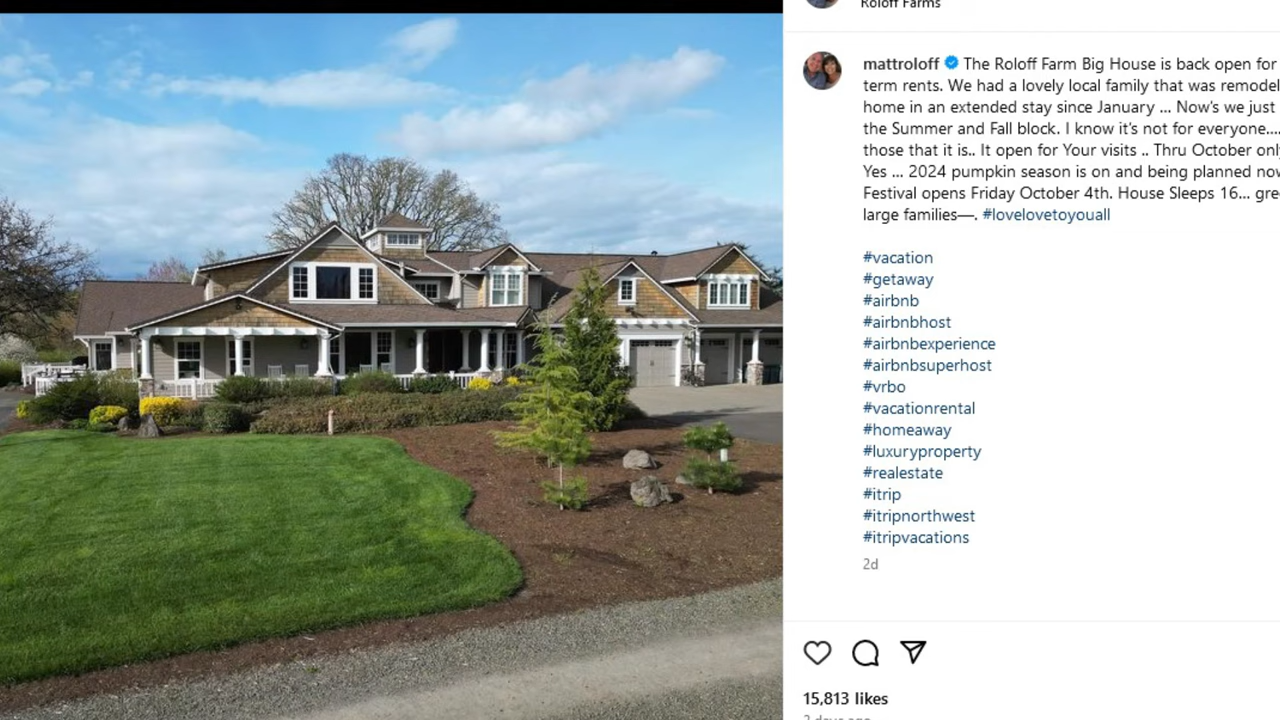 Roloff Farms
mattroloff The Roloff Farm Big House is back open for
term rents. We had a lovely local family that was remodel
home in an extended stay since January ... Now's we just
the Summer and Fall block. I know it's not for everyone....
those that it is.. It open for Your visits .. Thru October onl
Yes ... 2024 pumpkin season is on and being planned now
Festival opens Friday October 4th. House Sleeps 16... gre
large families—. #lovelovetoyouall
#vacation
#getaway
#airbnb
#airbnbhost
#airbnbexperience
#airbnbsuperhost
#vrbo
#vacationrental
#homeaway
#luxuryproperty
#realestate
#itrip
#itripnorthwest
#itripvacations
2d
15,813 likes
2 days ago